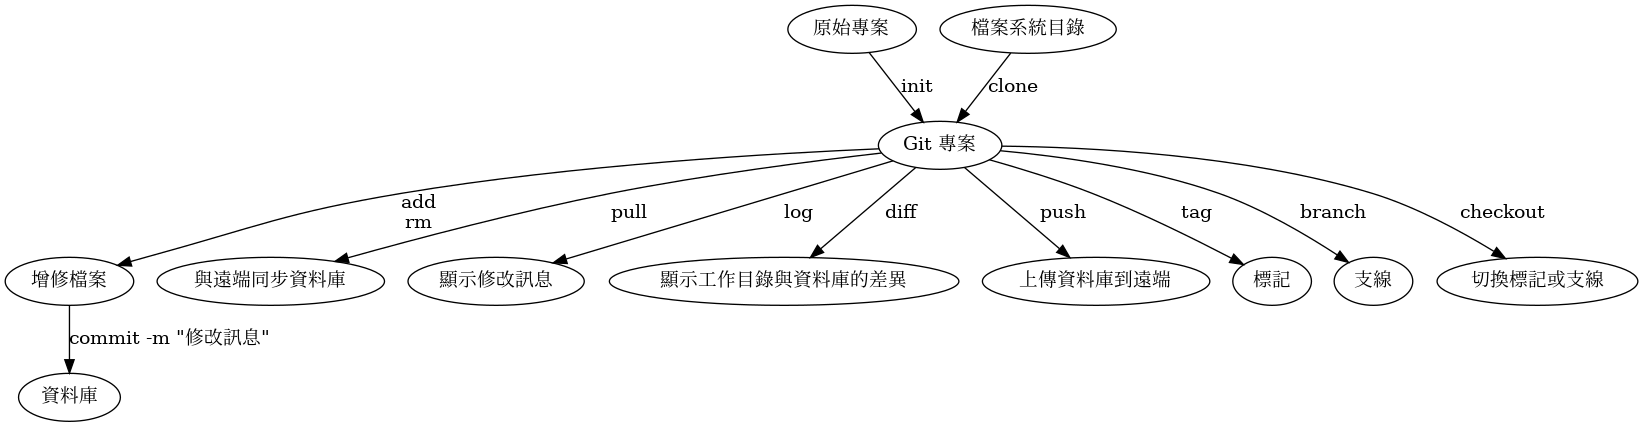 原始專案
檔案系統目錄
init
clone
Git 專案
add
rm
pull
log
diff
push
tag
branch
checkout
增修檔案
與遠端同步資料庫
顯示修改訊息
顯示工作目錄與資料庫的差異
上傳資料庫到遠端
標記
支線
切換標記或支線
commit -m "修改訊息"
資料庫